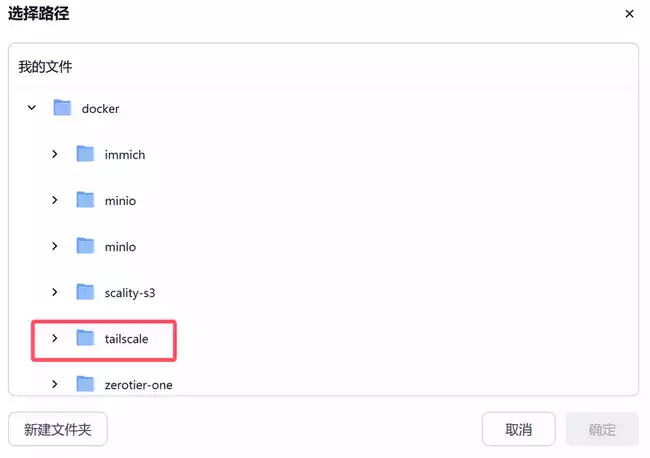 选择路径
我的文件
docker
immich
minio
minlo
scality-s3
tailscale
zerotier-one
新建文件夹
取消
确定